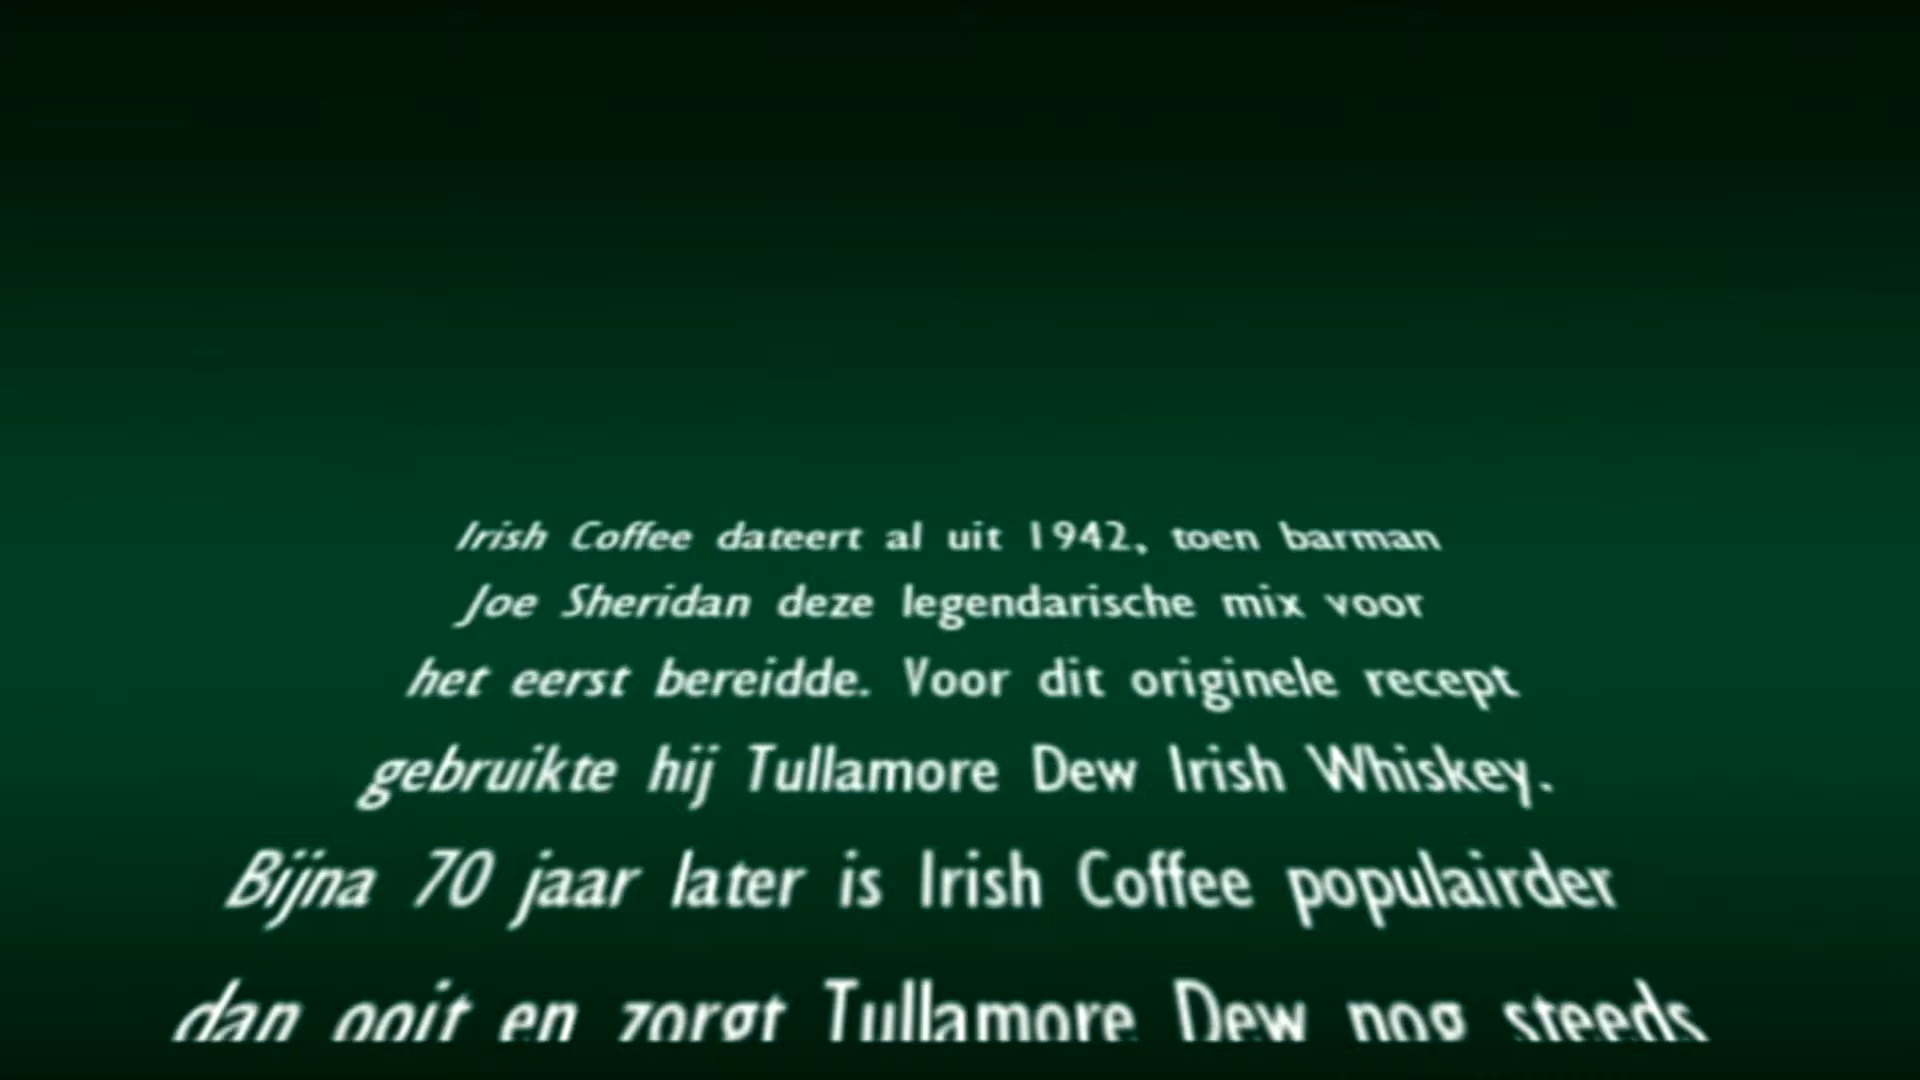 Irish Coffee dateert al uit 1942, toen barman
Joe Sheridan deze legendarische mix voor
het eerst bereidde. Voor dit originele recept
gebruikte hij Tullamore Dew Irish Whiskey.
Bijna 70 jaar later is Irish Coffee populairder
dan ooit en zorgt Tullamore Dew nog steeds